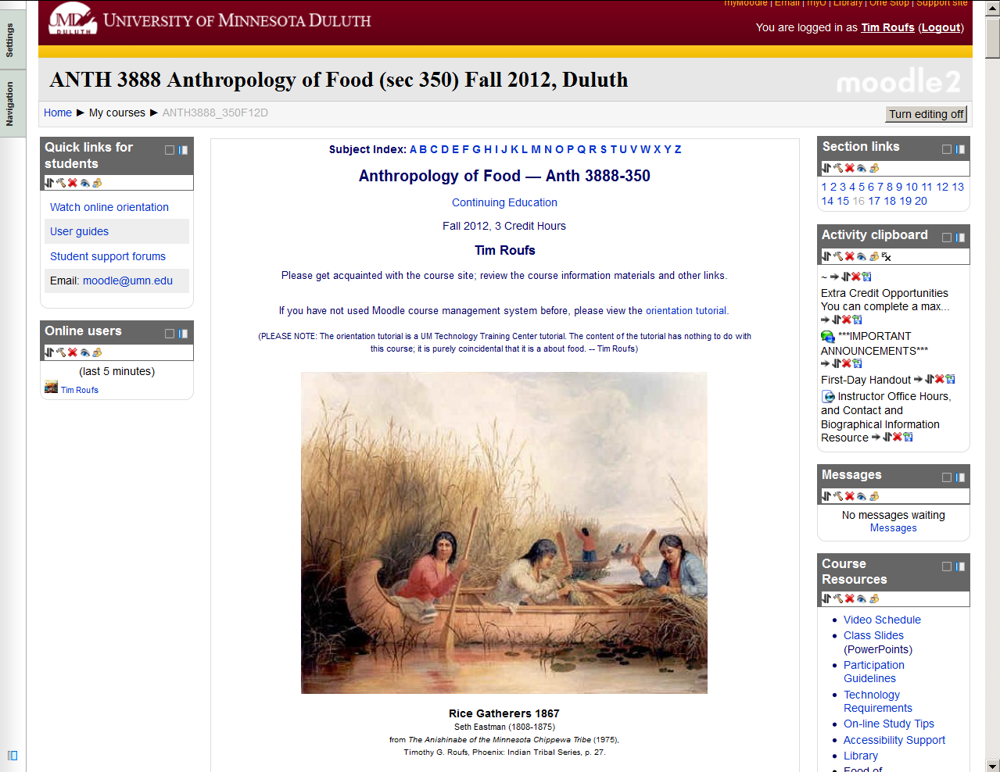 myMoodle | Email | myU | Library | One Stop | Support site
UMD
DULUTH
UNIVERSITY OF MINNESOTA DULUTH
You are logged in as Tim Roufs (Logout)
Settings
Navigation
ANTH 3888 Anthropology of Food (sec 350) Fall 2012, Duluth
moodle2
Home ► My courses ► ANTH3888_350F12D
Turn editing off
Quick links for
students
Watch online orientation
User guides
Student support forums
Email: moodle@umn.edu
Online users
(last 5 minutes)
Tim Roufs
Subject Index: A B C D E F G H I J K L M N O P Q R S T U V W X Y Z
Anthropology of Food — Anth 3888-350
Continuing Education
Fall 2012, 3 Credit Hours
Tim Roufs
Please get acquainted with the course site; review the course information materials and other links.
If you have not used Moodle course management system before, please view the orientation tutorial.
(PLEASE NOTE: The orientation tutorial is a UM Technology Training Center tutorial. The content of the tutorial has nothing to do with
this course; it is purely coincidental that it is a about food. -- Tim Roufs)
Rice Gatherers 1867
Seth Eastman (1808-1875)
from The Anishinabe of the Minnesota Chippewa Tribe (1975),
Timothy G. Roufs, Phoenix: Indian Tribal Series, p. 27.
Section links
1 2 3 4 5 6 7 8 9 10 11 12 13
14 15 16 17 18 19 20
Activity clipboard
~
Extra Credit Opportunities
You can complete a max...
***IMPORTANT
ANNOUNCEMENTS***
First-Day Handout
Instructor Office Hours,
and Contact and
Biographical Information
Resource
Messages
No messages waiting
Messages
Course
Resources
• Video Schedule
• Class Slides
(PowerPoints)
• Participation
Guidelines
• Technology
Requirements
• On-line Study Tips
• Accessibility Support
• Library
• Food of